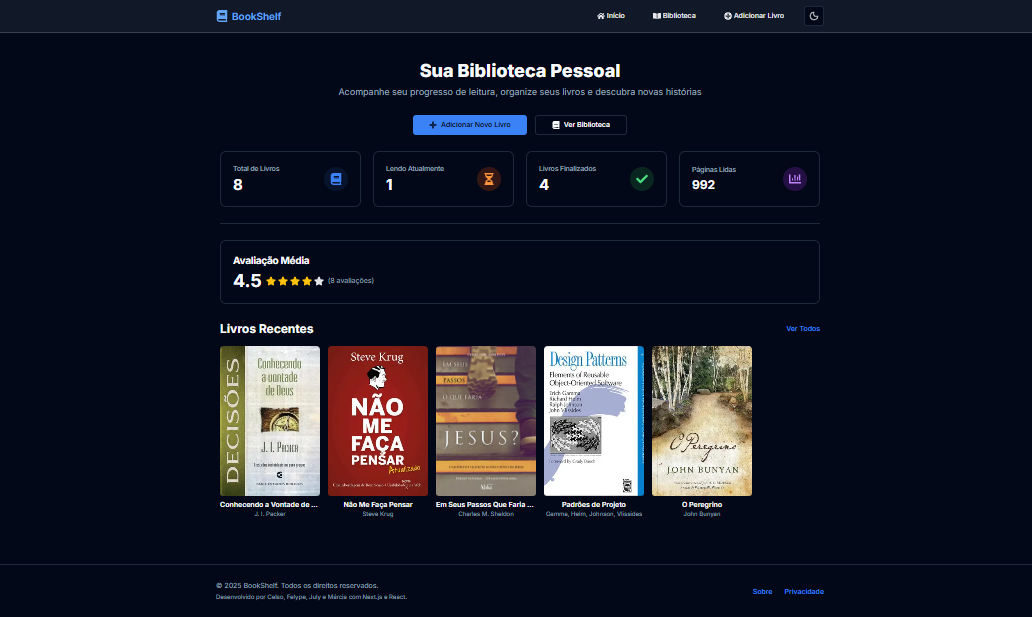 BookShelf
Início
Biblioteca
Adicionar Livro
Sua Biblioteca Pessoal
Acompanhe seu progresso de leitura, organize seus livros e descubra novas histórias
Adicionar Novo Livro
Ver Biblioteca
Total de Livros
8
Lendo Atualmente
1
Livros Finalizados
4
Páginas Lidas
992
Avaliação Média
4.5 (8 avaliações)
Livros Recentes
Ver Todos
DECISÕES
Conhecendo
a vontade
de Deus
J. I. PACKER
Steve Krug
NÃO
ME
FAÇA
PENSAR
Atualizado
EM SEUS
PASSOS
O QUE FARIA
JESUS?
Design Patterns
Elements of Reusable
Object-Oriented Software
Erich Gamma
Richard Helm
Ralph Johnson
John Vlissides
Foreword by Grady Booch
O Peregrino
JOHN BUNYAN
Conhecendo a Vontade de ...
J. I. Packer
Não Me Faça Pensar
Steve Krug
Em Seus Passos Que Faria ...
Charles M. Sheldon
Padrões de Projeto
Gamma, Helm, Johnson, Vlissides
O Peregrino
John Bunyan
© 2025 BookShelf. Todos os direitos reservados.
Desenvolvido por Celso, Felype, July e Márcia com Next.js e React.
Sobre
Privacidade